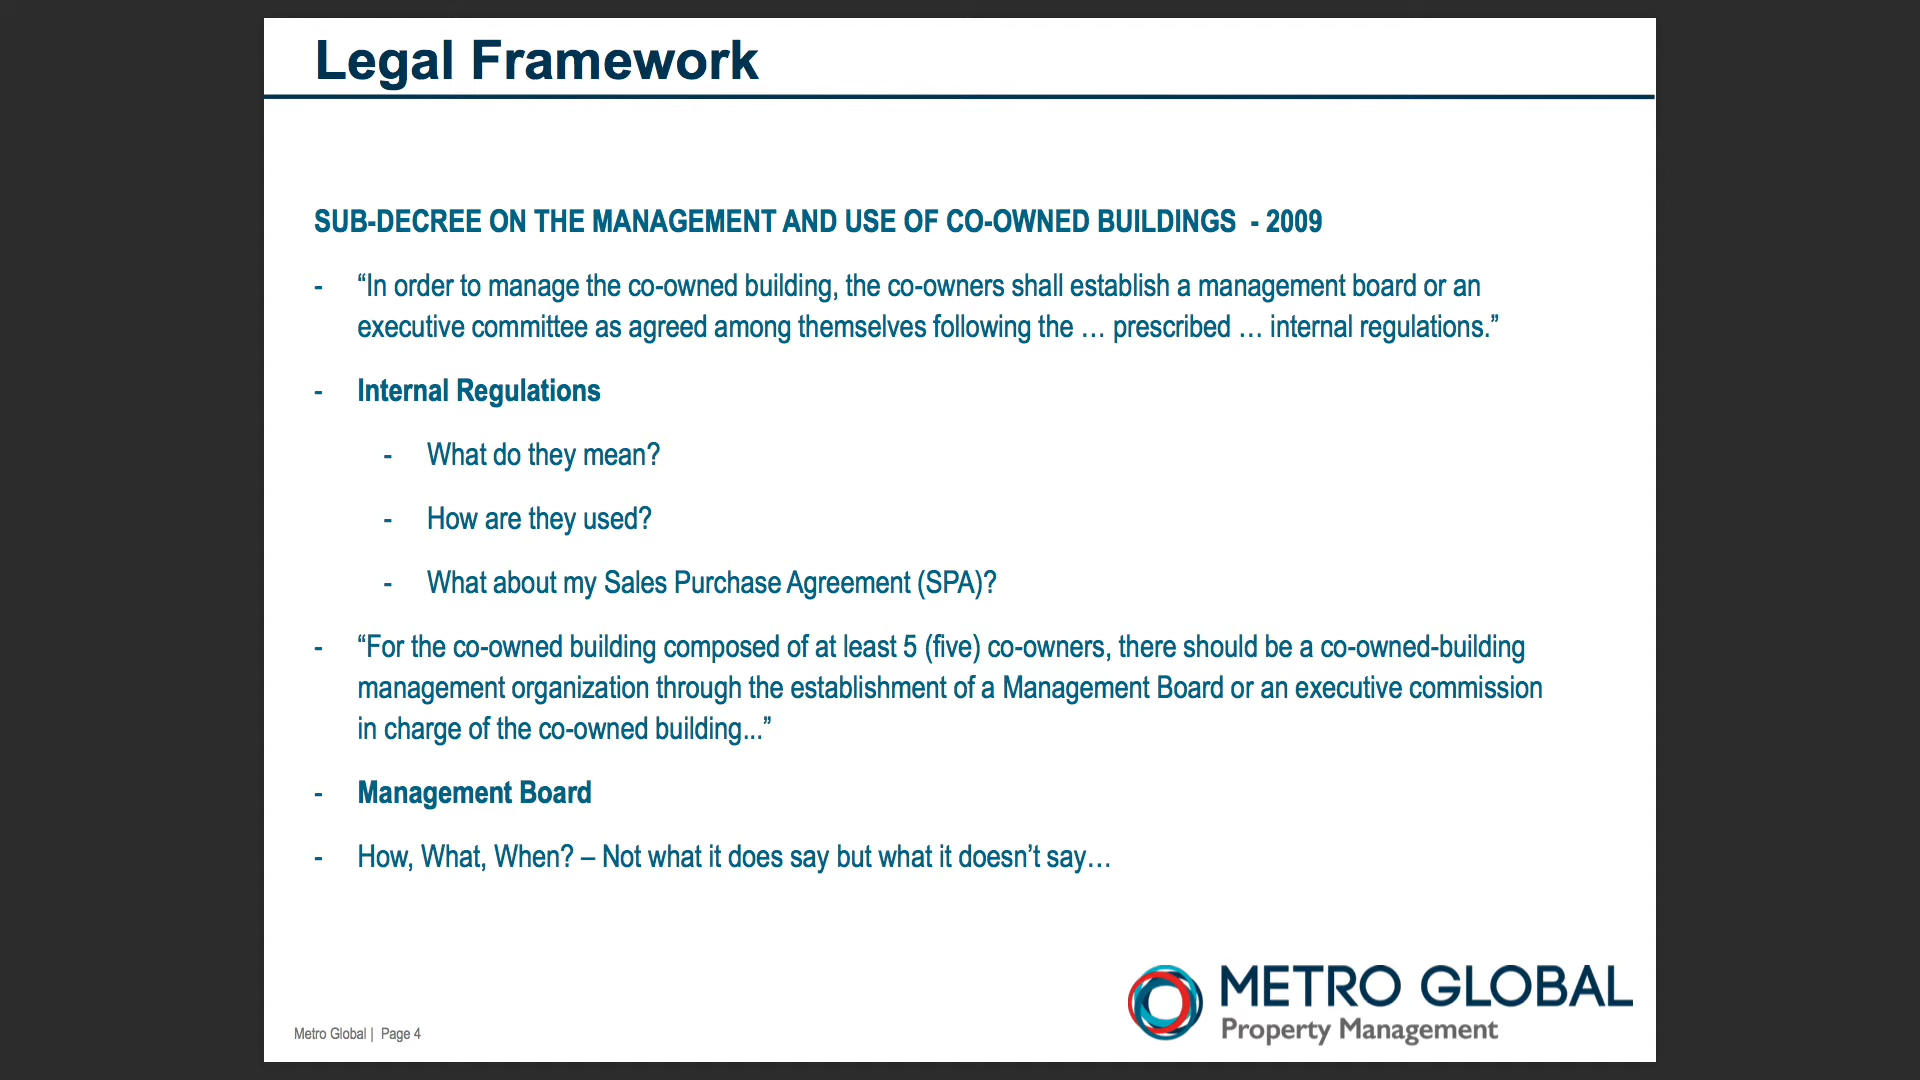 Legal Framework
SUB-DECREE ON THE MANAGEMENT AND USE OF CO-OWNED BUILDINGS  - 2009
- “In order to manage the co-owned building, the co-owners shall establish a management board or an
executive committee as agreed among themselves following the … prescribed … internal regulations.”
- Internal Regulations
- What do they mean?
- How are they used?
- What about my Sales Purchase Agreement (SPA)?
- “For the co-owned building composed of at least 5 (five) co-owners, there should be a co-owned-building
management organization through the establishment of a Management Board or an executive commission
in charge of the co-owned building...”
- Management Board
- How, What, When? – Not what it does say but what it doesn’t say…
METRO GLOBAL
Property Management
Metro Global |  Page 4